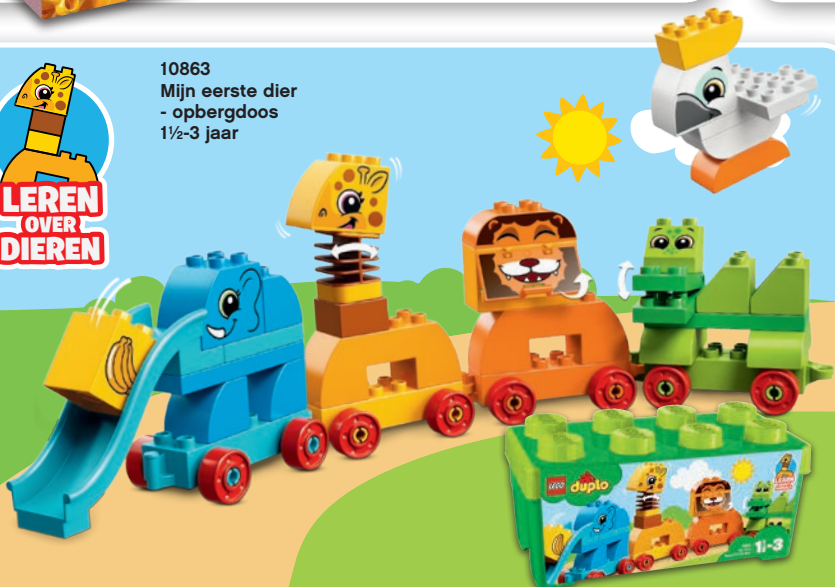 10863
Mijn eerste dier
- opbergdoos
1½-3 jaar
LEREN
OVER
DIEREN
LEGO duplo
1½-3